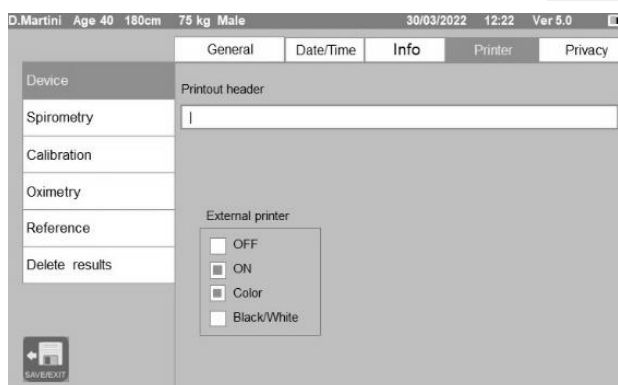 D.Martini Age 40 180cm 75 kg Male 30/03/2022 12:22 Ver 5.0
General Date/Time Info Printer Privacy
Device
Spirometry
Calibration
Oximetry
Reference
Delete results
Printout header
External printer
OFF
ON
Color
Black/White
SAVE/EXIT